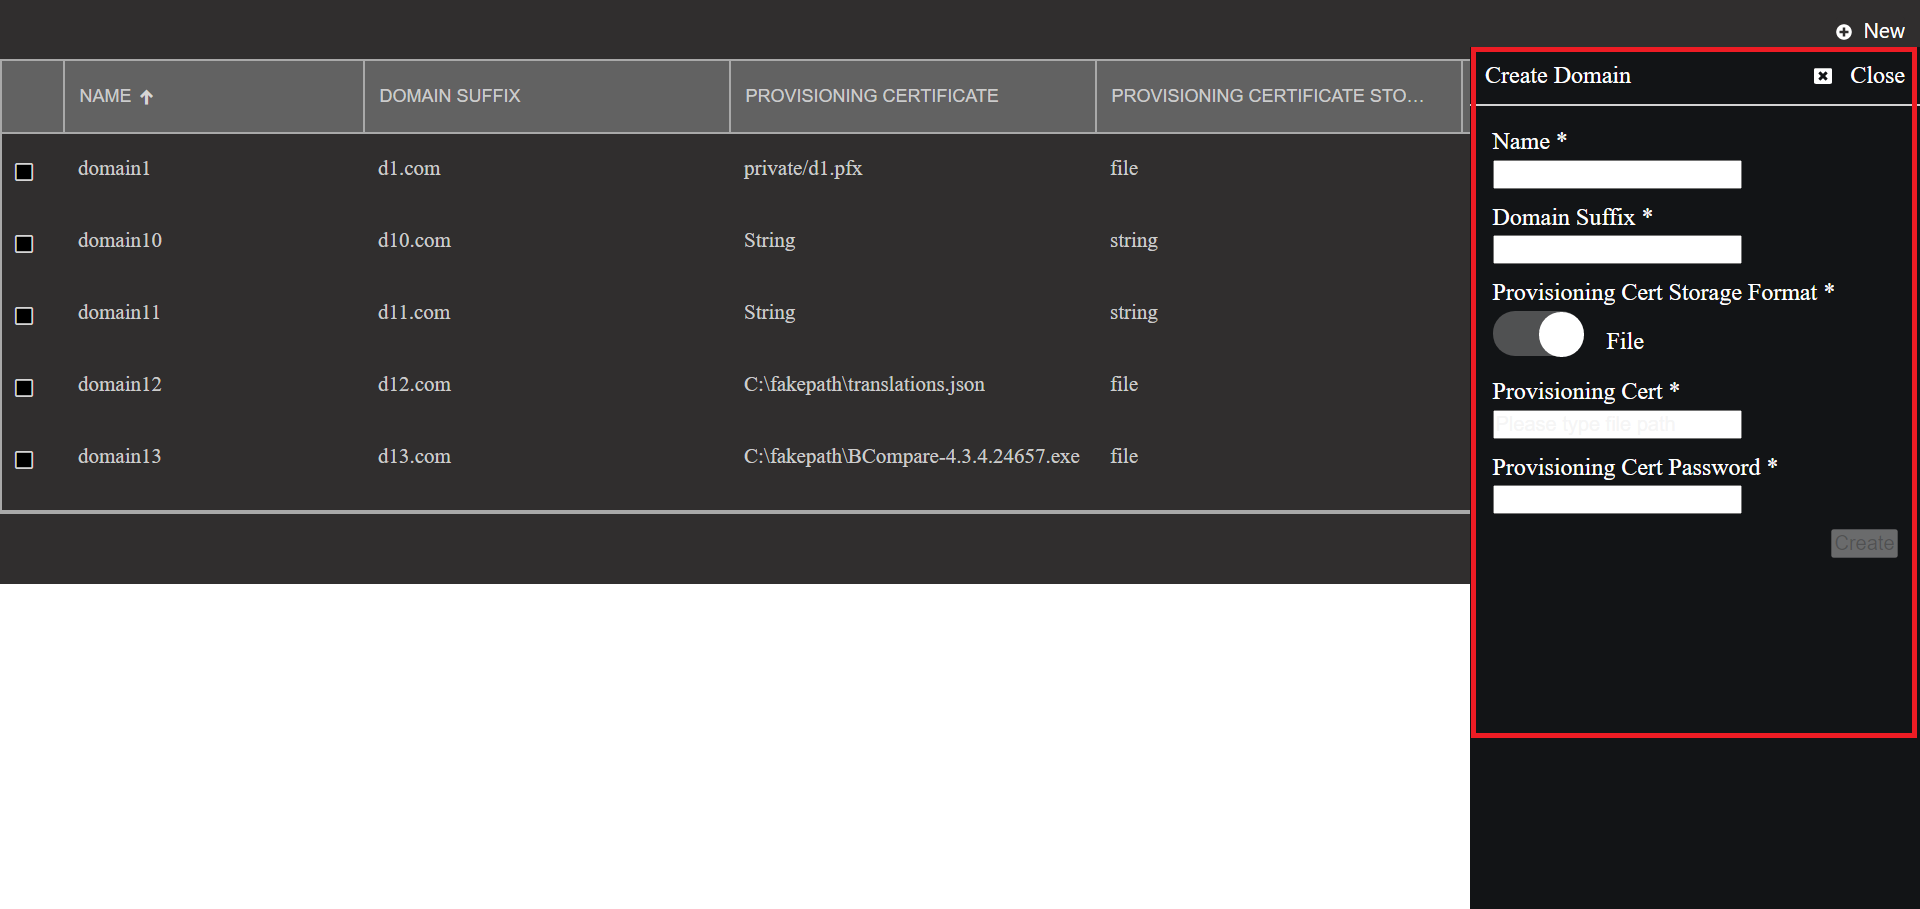 New
NAME
DOMAIN SUFFIX
PROVISIONING CERTIFICATE
PROVISIONING CERTIFICATE STO...
domain1
d1.com
private/d1.pfx
file
domain10
d10.com
String
string
domain11
d11.com
String
string
domain12
d12.com
C:\fakepath\translations.json
file
domain13
d13.com
C:\fakepath\BCompare-4.3.4.24657.exe
file
Create Domain
Close
Name *
Domain Suffix *
Provisioning Cert Storage Format *
File
Provisioning Cert *
Please type file path
Provisioning Cert Password *
Create